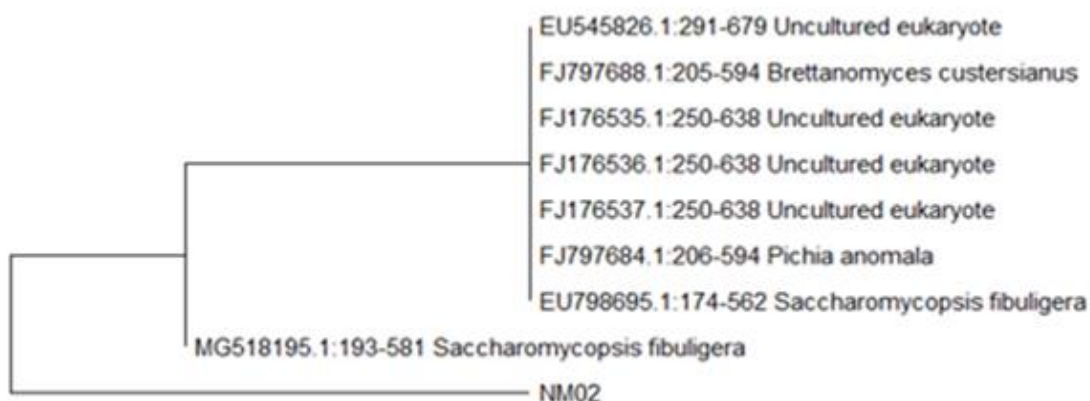 EU545826.1:291-679 Uncultured eukaryote
FJ797688.1:205-594 Brettanomyces custersianus
FJ176535.1:250-638 Uncultured eukaryote
FJ176536.1:250-638 Uncultured eukaryote
FJ176537.1:250-638 Uncultured eukaryote
FJ797684.1:206-594 Pichia anomala
EU798695.1:174-562 Saccharomycopsis fibuligera
MG518195.1:193-581 Saccharomycopsis fibuligera
NM02